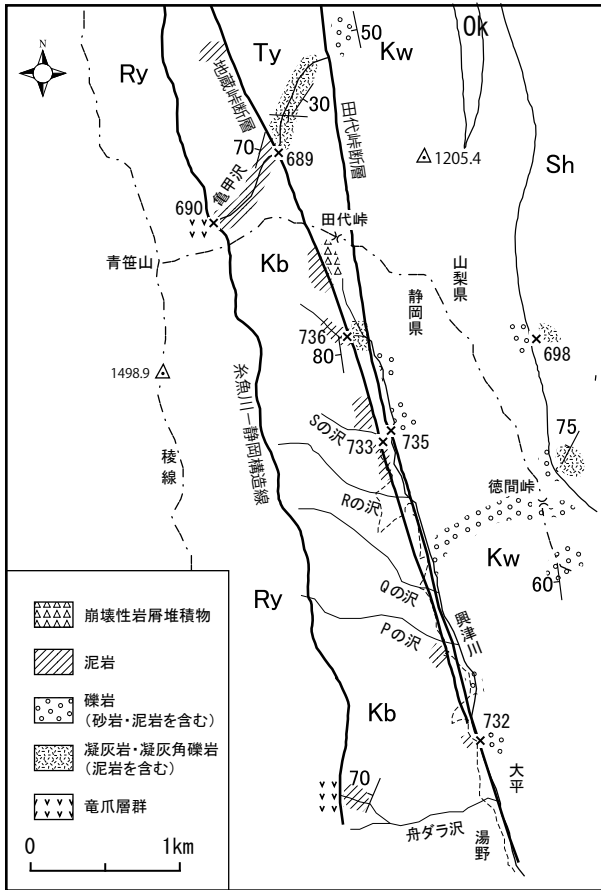 N
Ry
Ty
50
Kw
Ok
地蔵峠断層
30
田代峠断層
70
689
1205.4
Sh
亀甲沢
690
田代峠
青笹山
Kb
山梨県
静岡県
736
80
698
1498.9
糸魚川ー静岡構造線
Sの沢
735
733
75
稜線
Rの沢
徳間峠
Kw
Qの沢
60
Ry
Pの沢
興津川
Kb
732
大平
70
舟ダラ沢
湯野
崩壊性岩屑堆積物
泥岩
礫岩
(砂岩・泥岩を含む)
凝灰岩・凝灰角礫岩
(泥岩を含む)
竜爪層群
0
1km